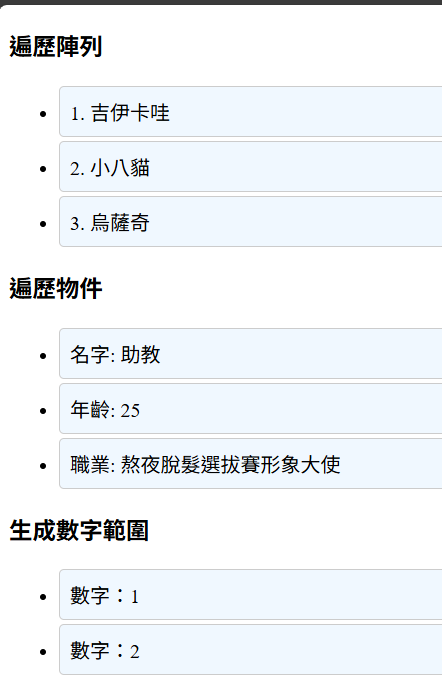 遍歷陣列
1. 吉伊卡哇
2. 小八貓
3. 烏薩奇
遍歷物件
名字: 助教
年齡: 25
職業: 熬夜脫髮選拔賽形象大使
生成數字範圍
數字：1
數字：2